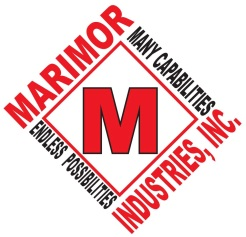 MARIMOR
MANY CAPABILITIES
M
ENDLESS POSSIBILITIES
INDUSTRIES, INC.